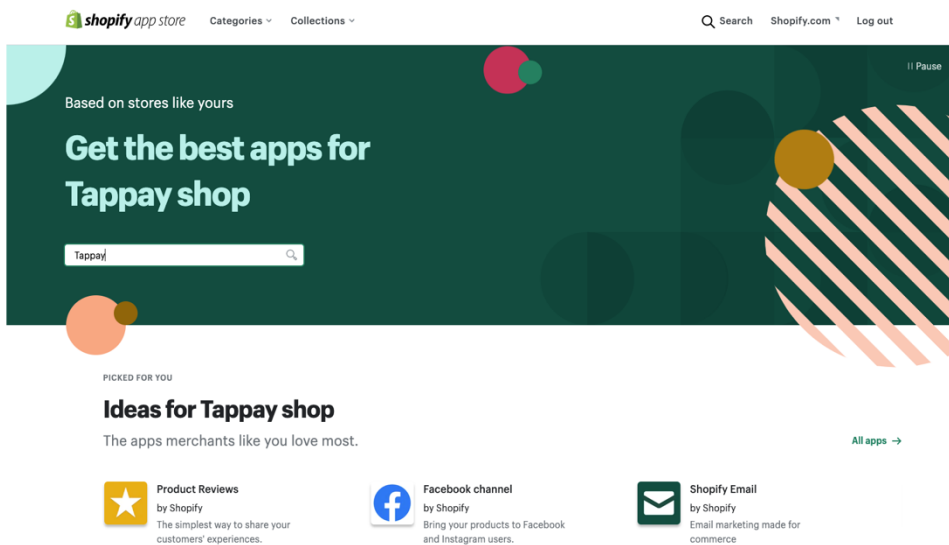 shopify app store Categories Collections Search Shopify.com Log out
Pause
Based on stores like yours
Get the best apps for
Tappay shop
Tappay
PICKED FOR YOU
Ideas for Tappay shop
The apps merchants like you love most.
All apps →
Product Reviews
by Shopify
The simplest way to share your
customers' experiences.
Facebook channel
by Shopify
Bring your products to Facebook
and Instagram users.
Shopify Email
by Shopify
Email marketing made for
commerce